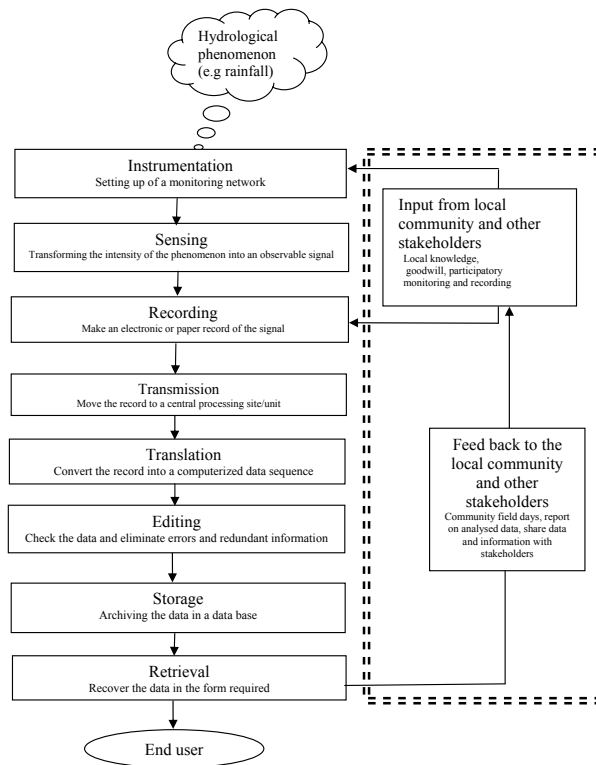 Hydrological
phenomenon
(e.g rainfall)
Instrumentation
Setting up of a monitoring network
Sensing
Transforming the intensity of the phenomenon into an observable signal
Recording
Make an electronic or paper record of the signal
Transmission
Move the record to a central processing site/unit
Translation
Convert the record into a computerized data sequence
Editing
Check the data and eliminate errors and redundant information
Storage
Archiving the data in a data base
Retrieval
Recover the data in the form required
End user
Input from local
community and other
stakeholders
Local knowledge,
goodwill, participatory
monitoring and recording
Feed back to the
local community
and other
stakeholders
Community field days, report
on analysed data, share data
and information with
stakeholders